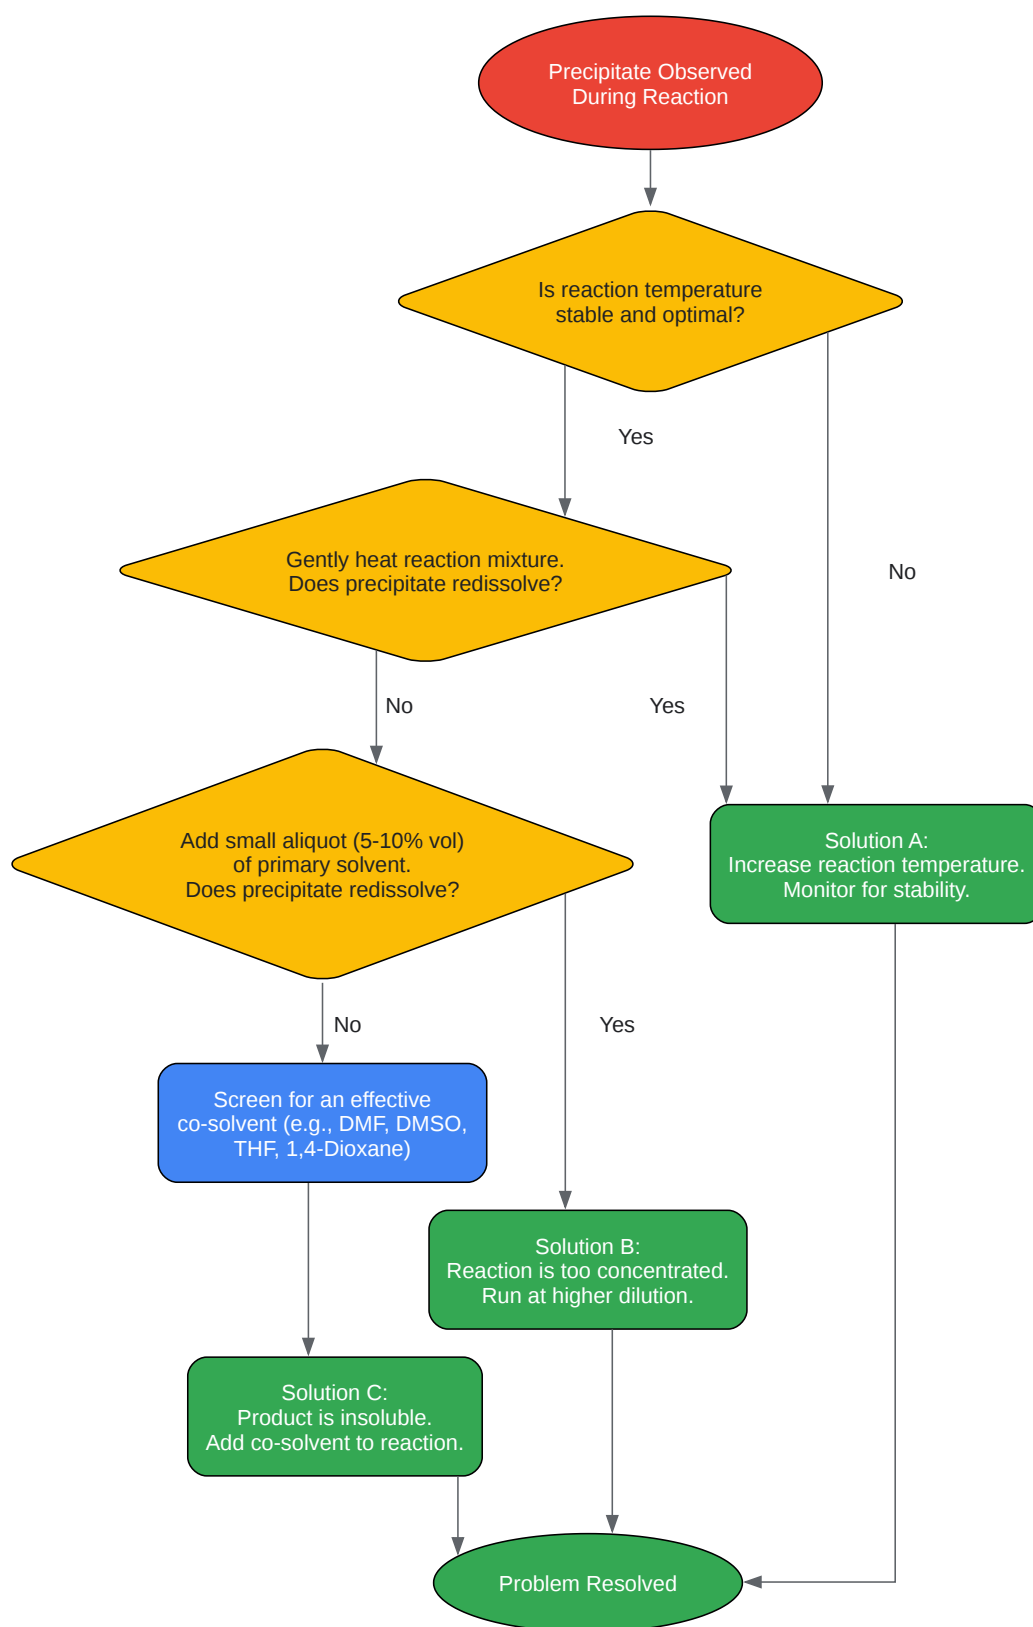 Precipitate Observed
During Reaction
Is reaction temperature
stable and optimal?
Yes
Gently heat reaction mixture.
Does precipitate redissolve?
No
No
Yes
Add small aliquot (5-10% vol)
of primary solvent.
Does precipitate redissolve?
Solution A:
Increase reaction temperature.
Monitor for stability.
No
Yes
Screen for an effective
co-solvent (e.g., DMF, DMSO,
THF, 1,4-Dioxane)
Solution B:
Reaction is too concentrated.
Run at higher dilution.
Solution C:
Product is insoluble.
Add co-solvent to reaction.
Problem Resolved